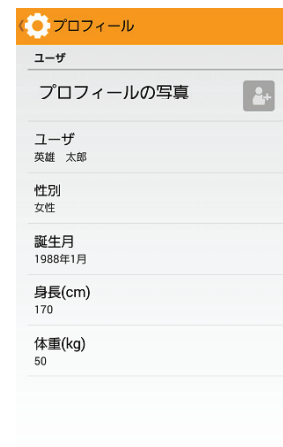 プロフィール
ユーザ
プロフィールの写真
ユーザ
英雄　太郎
性別
女性
誕生月
1988年1月
身長(cm)
170
体重(kg)
50